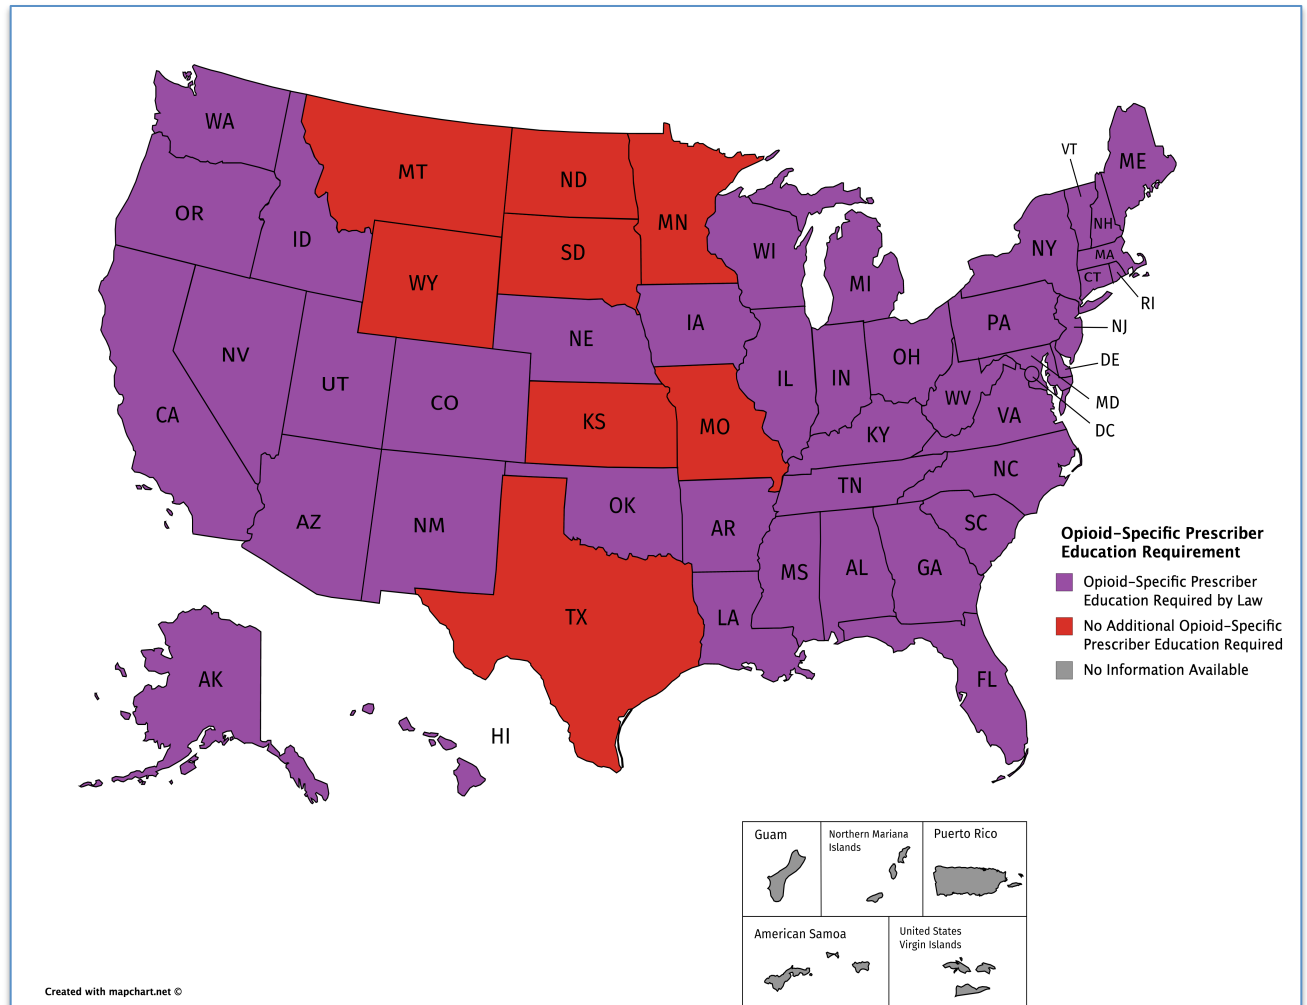 WA
MT
ND
MN
VT
ME
OR
ID
SD
WI
NY
NH
MA
CT
RI
WY
MI
NE
IA
PA
NJ
NV
UT
CO
IL
IN
OH
DE
WV
VA
MD
DC
CA
KS
MO
KY
NC
AZ
NM
OK
AR
TN
SC
MS
AL
GA
TX
LA
FL
AK
HI
Opioid–Specific Prescriber
Education Requirement
Opioid–Specific Prescriber
Education Required by Law
No Additional Opioid–Specific
Prescriber Education Required
No Information Available
Guam
Northern Mariana
Islands
Puerto Rico
American Samoa
United States
Virgin Islands
Created with mapchart.net ©